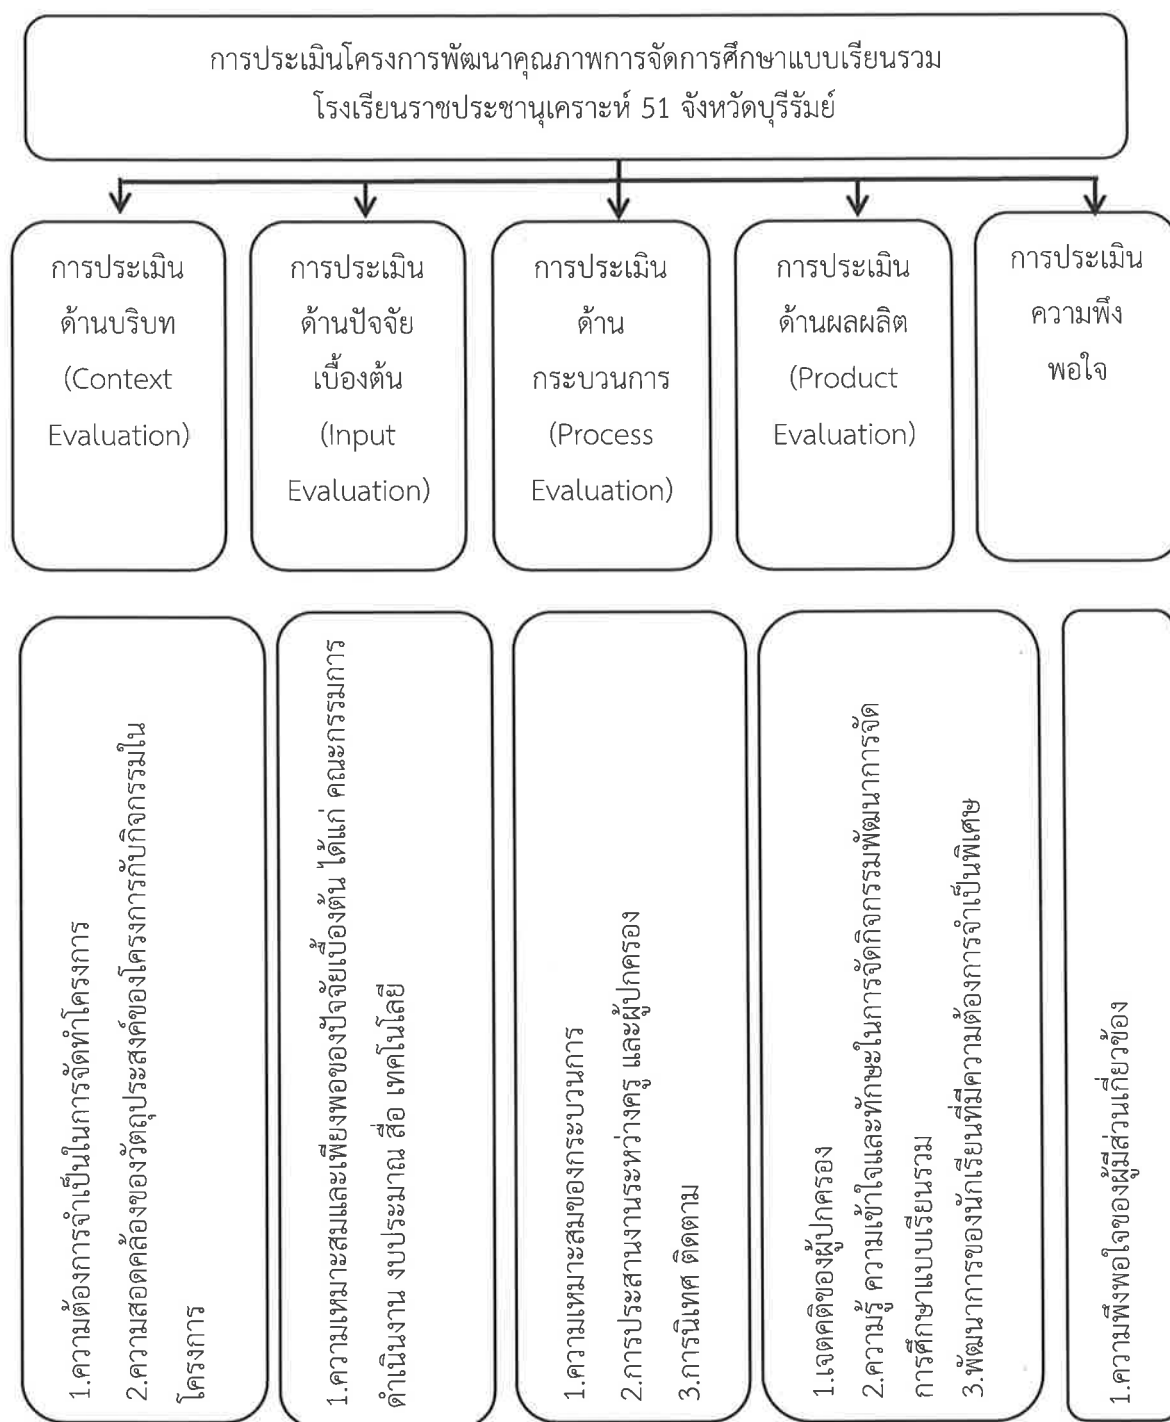 การประเมินโครงการพัฒนาคุณภาพการจัดการศึกษาแบบเรียนรวม
โรงเรียนราชประชานุเคราะห์ 51 จังหวัดบุรีรัมย์
การประเมิน
ด้านบริบท
(Context
Evaluation)
การประเมิน
ด้านปัจจัย
เบื้องต้น
(Input
Evaluation)
การประเมิน
ด้าน
กระบวนการ
(Process
Evaluation)
การประเมิน
ด้านผลผลิต
(Product
Evaluation)
การประเมิน
ความพึง
พอใจ
1.ความต้องการจำเป็นในการจัดทำโครงการ
2.ความสอดคล้องของวัตถุประสงค์ของโครงการกับกิจกรรมใน
โครงการ
1.ความเหมาะสมและเพียงพอของปัจจัยเบื้องต้น ได้แก่ คณะกรรมการ
ดำเนินงาน งบประมาณ สื่อ เทคโนโลยี
1.ความเหมาะสมของกระบวนการ
2.การประสานงานระหว่างครู และผู้ปกครอง
3.การนิเทศ ติดตาม
1.เจตคติของผู้ปกครอง
2.ความรู้ ความเข้าใจและทักษะในการจัดกิจกรรมพัฒนาการจัด
การศึกษาแบบเรียนรวม
3.พัฒนาการของนักเรียนที่มีความต้องการจำเป็นพิเศษ
1.ความพึงพอใจของผู้มีส่วนเกี่ยวข้อง